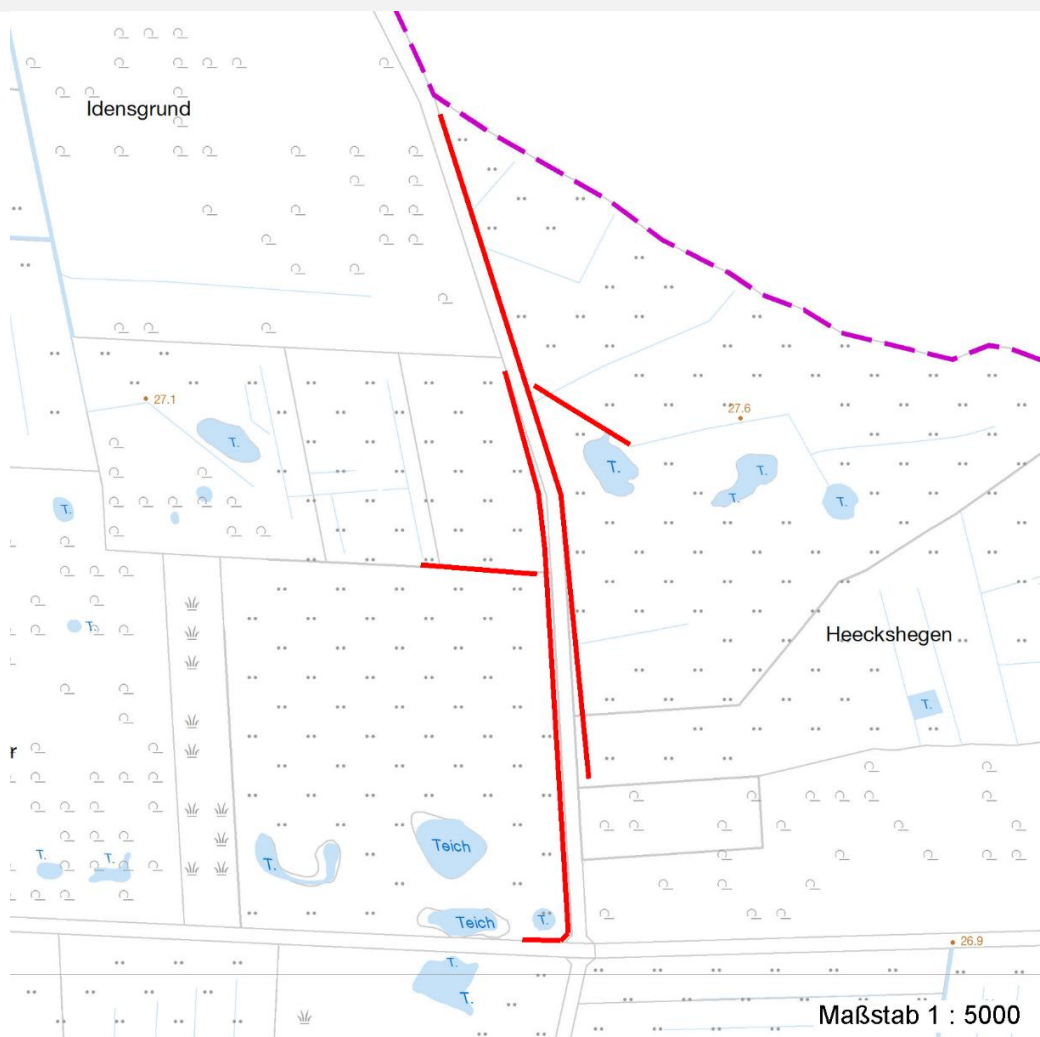 Idensgrund
27.1
T.
27.6
T.
T.
T.
T.
T.
T.
Heeckshegen
T.
r
Teich
T.
T.
T.
Teich
T.
26.9
T.
T.
Maßstab 1 : 5000